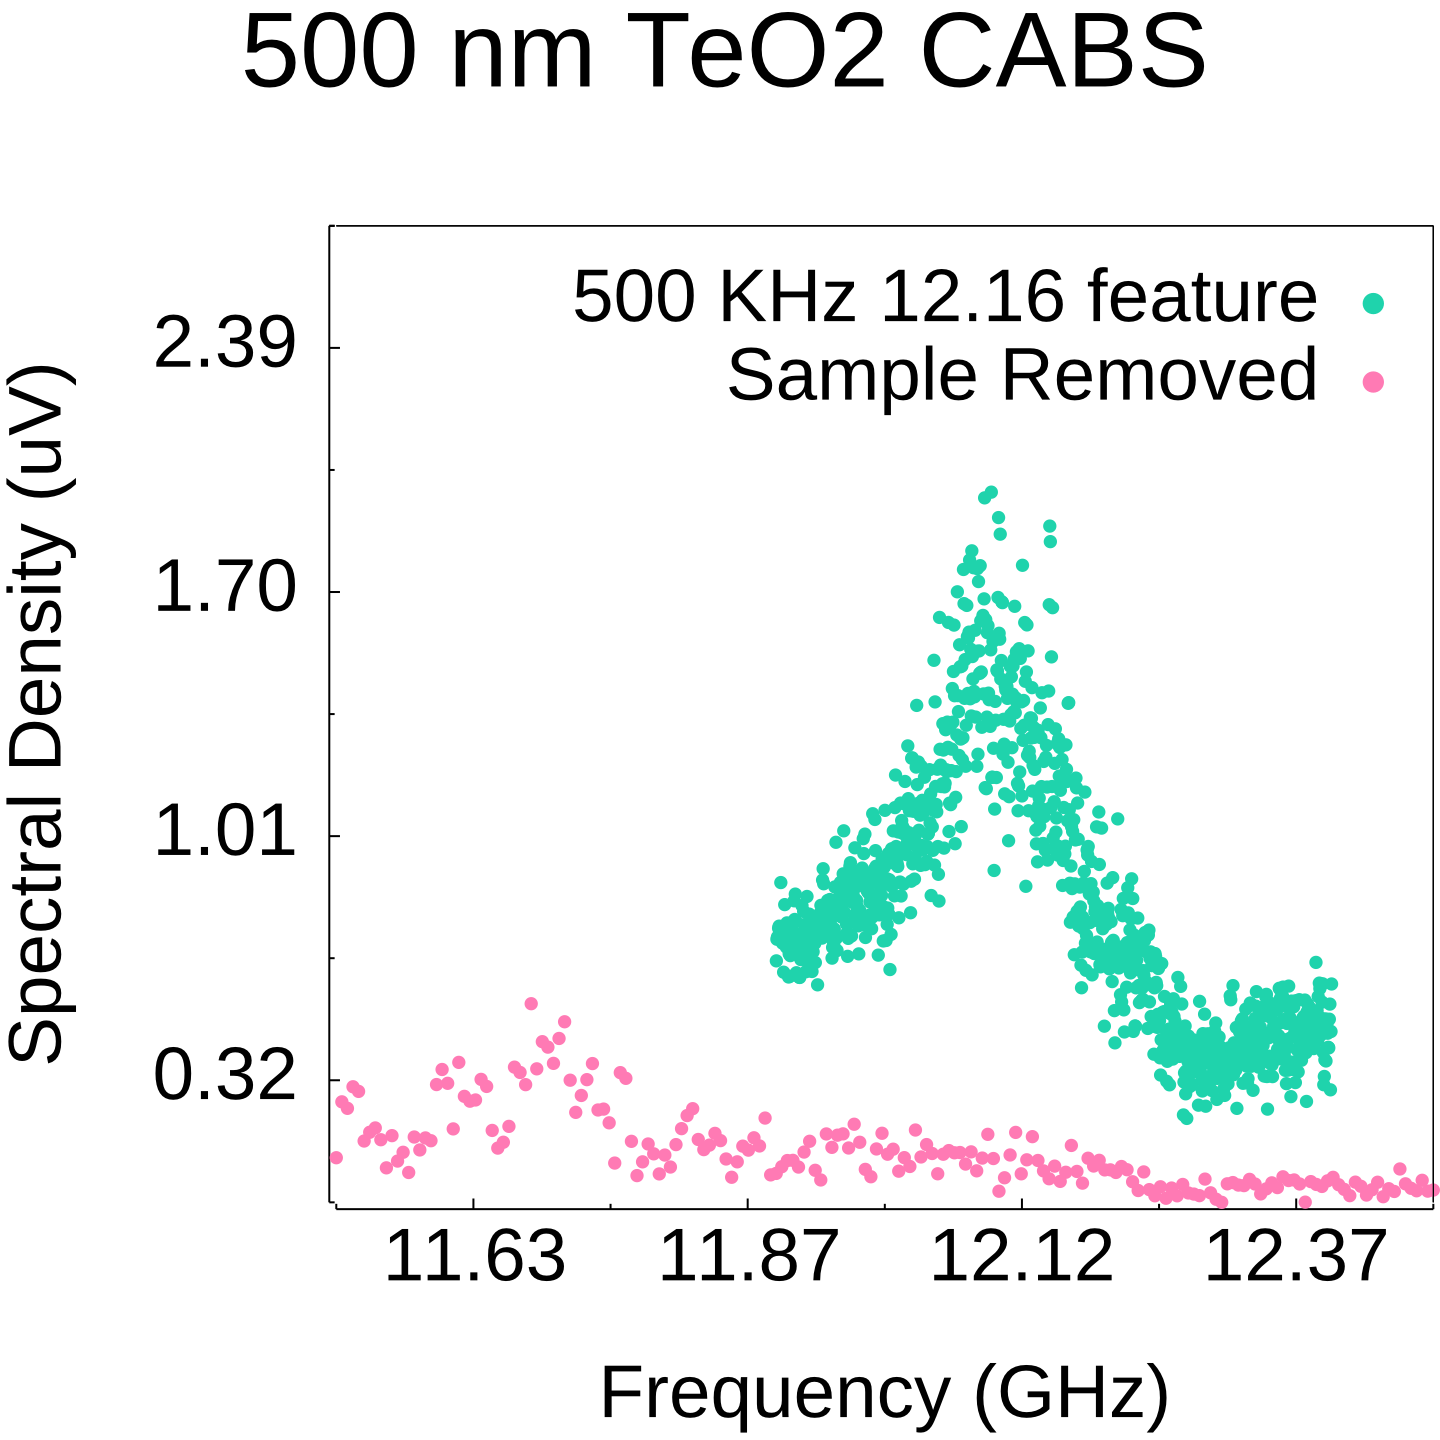 500 nm TeO2 CABS
500 KHz 12.16 feature
Sample Removed
Spectral Density (uV)
2.39
1.70
1.01
0.32
11.63
11.87
12.12
12.37
Frequency (GHz)